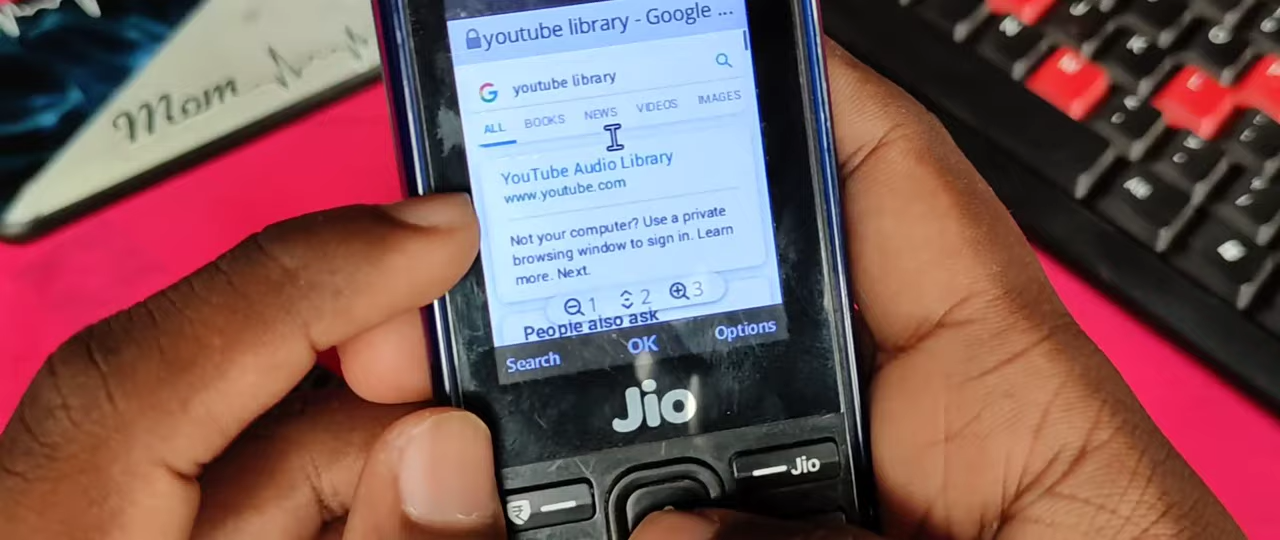 Mom
youtube library - Google ...
youtube library
ALL BOOKS NEWS VIDEOS IMAGES
YouTube Audio Library
www.youtube.com
Not your computer? Use a private
browsing window to sign in. Learn
more. Next.
1 2 3
People also ask
Search OK Options
Jio
Jio
₹